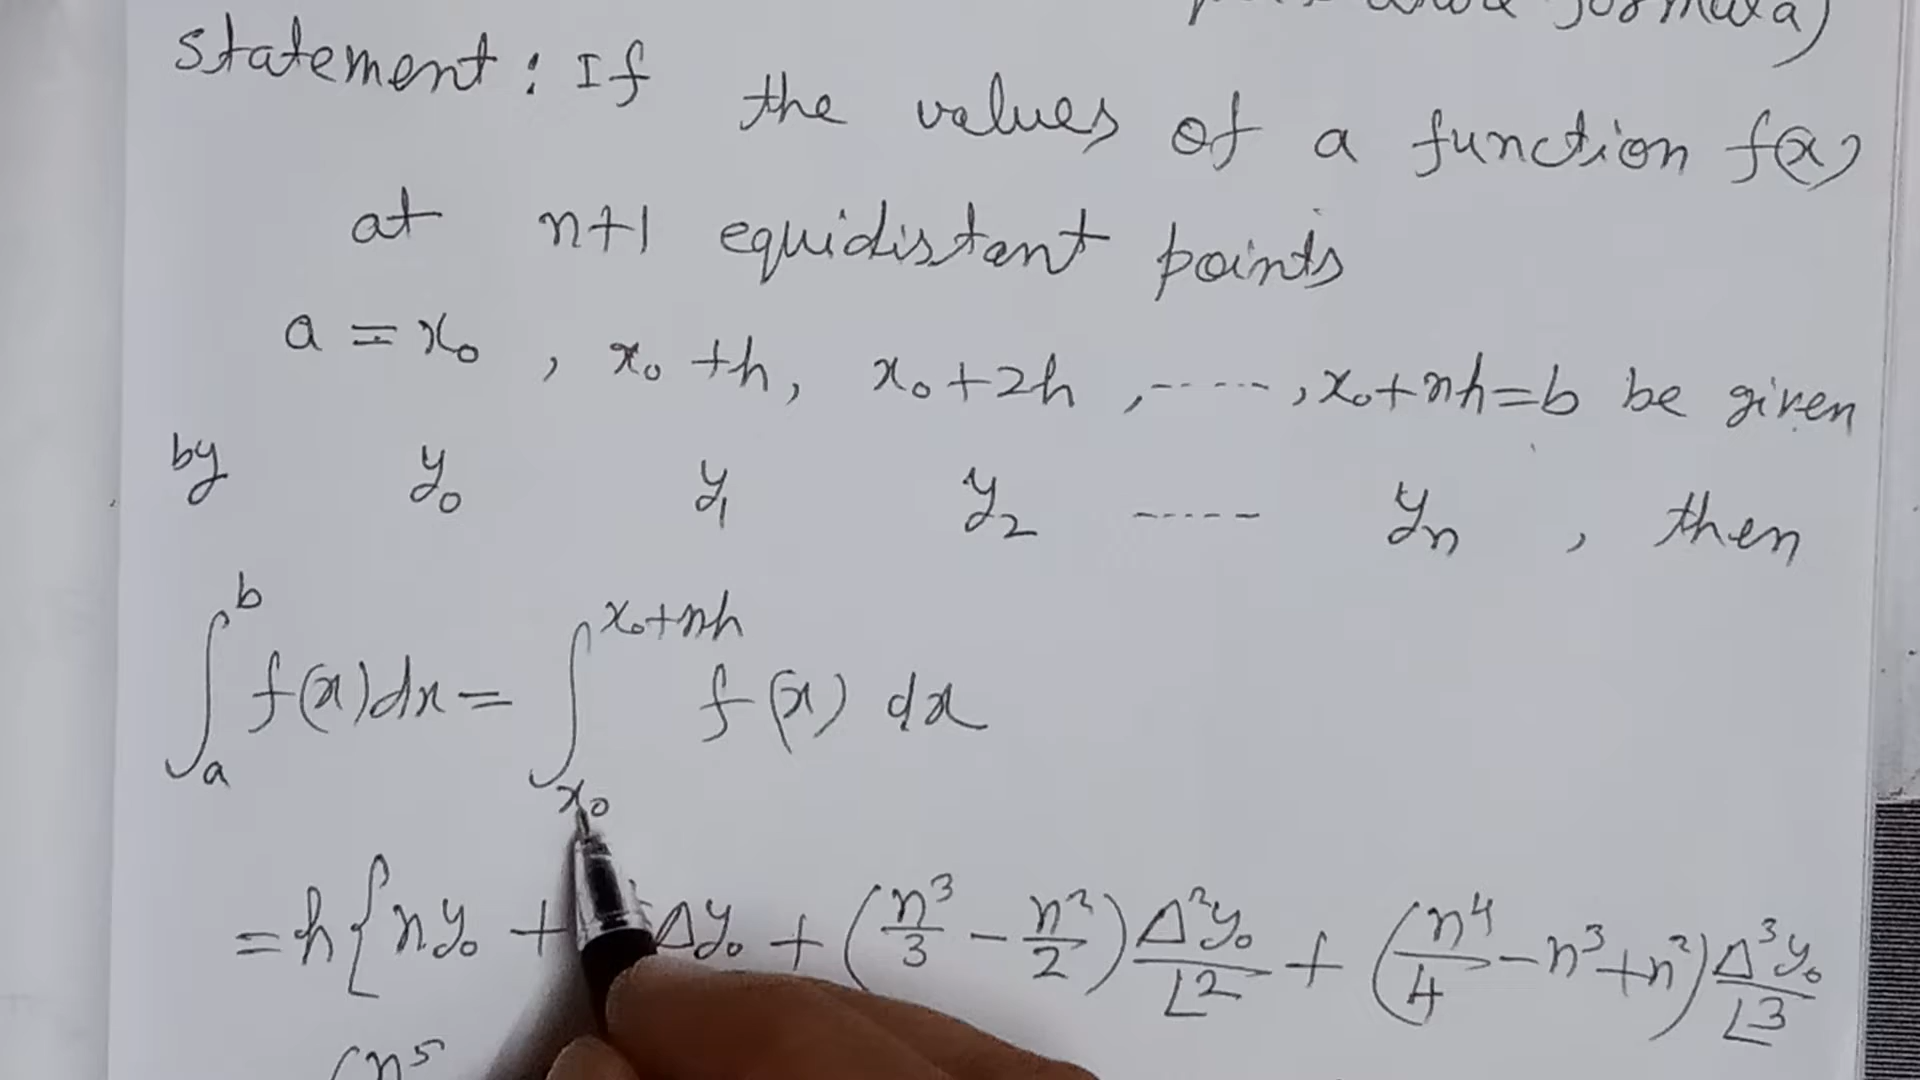 formula)
statement : If the values of a function f(x)
at n+1 equidistant points
a = x₀ , x₀ + h, x₀ + 2h , ------ , x₀ + nh = b be given
by y₀ y₁ y₂ ----- yₙ , then
∫ₐᵇ f(x) dx = ∫_{x₀}^{x₀+nh} f(x) dx
= h { ny₀ + Δy₀ + (n³/3 - n²/2) Δ²y₀/⌊2 + (n⁴/4 - n³ + n²) Δ³y₀/⌊3
(n⁵